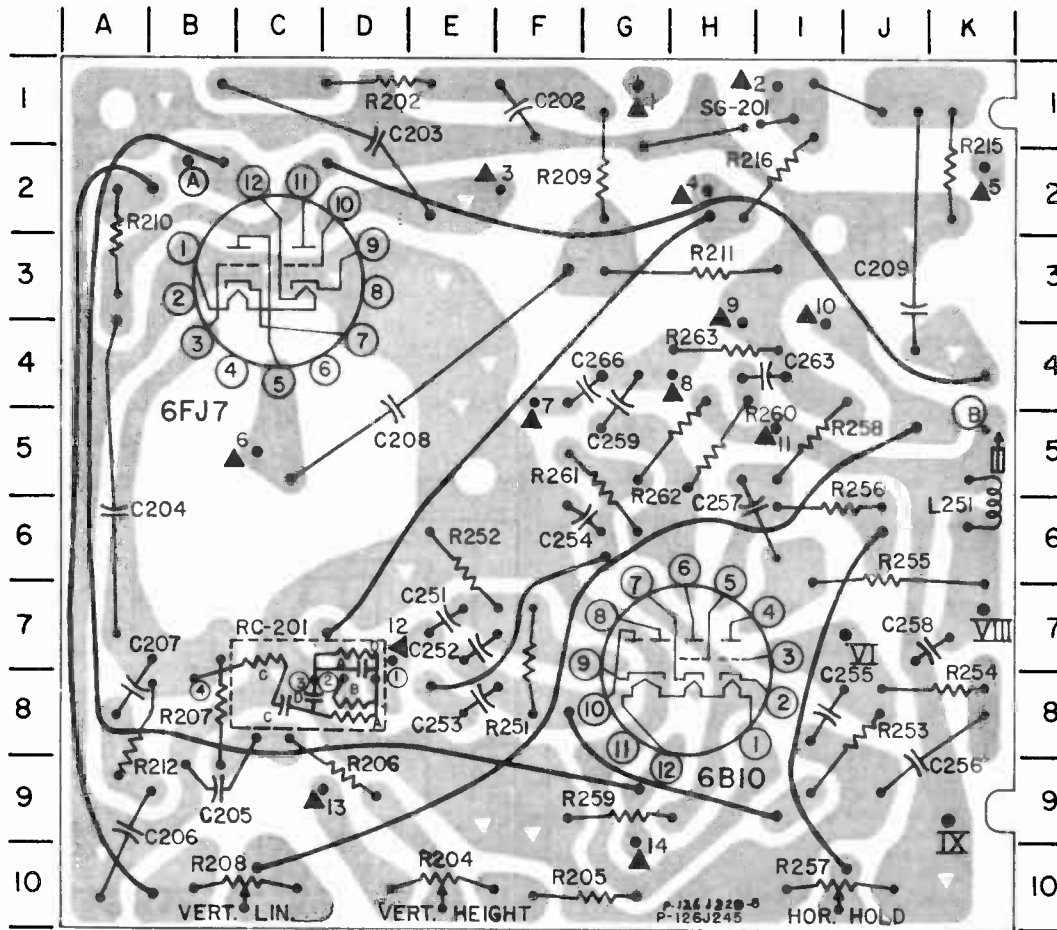 A B C D E F G H I J K
1 R202 C202 4 2 SG-201 1
C203 R215
2 A 12 11 10 3 R209 4 R216 5 2
R210
1 9 R211
3 2 8 C209 3
9 10
3 7 R263
4 4 5 6 C266 8 C263 4
6FJ7 7 R260 B
C208 C259 11 R258
5 6 5
R261 R262 C257 R256 L251
C204
6 R252 C254 6
R255
7 6 5 4
7 C251 8 C258 VIII 7
C207 RC-201 12 C252 3 VI
9 C255 R254
4 C 3 2 1
D B
8 R207 C C253 R251 10 2 R253 8
11 12 1
R212 R206 6B10 C256
9 C205 13 R259 9
C206 14 IX
R208 R204 R205 R257
10 VERT. LIN. VERT. HEIGHT P-126J245 HOR. HOLD 10